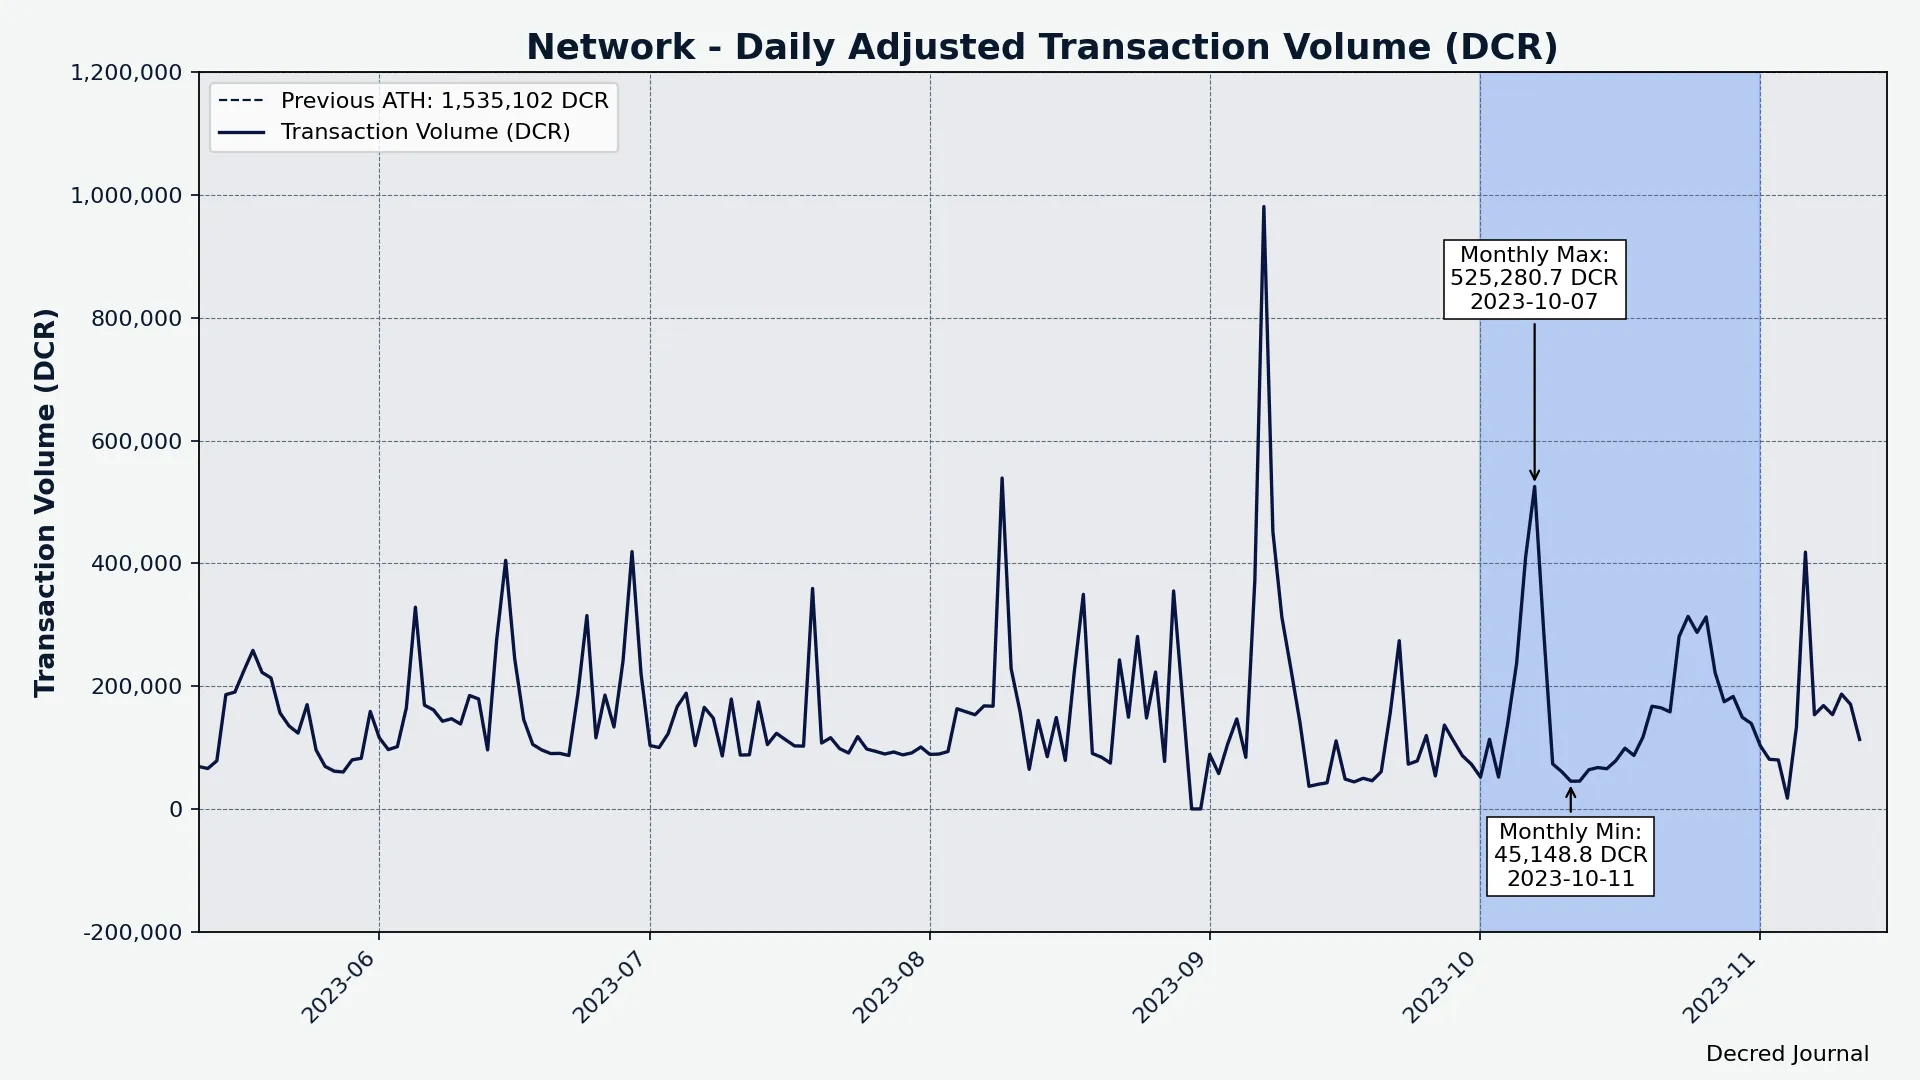 Network - Daily Adjusted Transaction Volume (DCR)
Transaction Volume (DCR)
1,200,000
1,000,000
800,000
600,000
400,000
200,000
0
-200,000
Previous ATH: 1,535,102 DCR
Transaction Volume (DCR)
Monthly Max:
525,280.7 DCR
2023-10-07
Monthly Min:
45,148.8 DCR
2023-10-11
2023-06
2023-07
2023-08
2023-09
2023-10
2023-11
Decred Journal